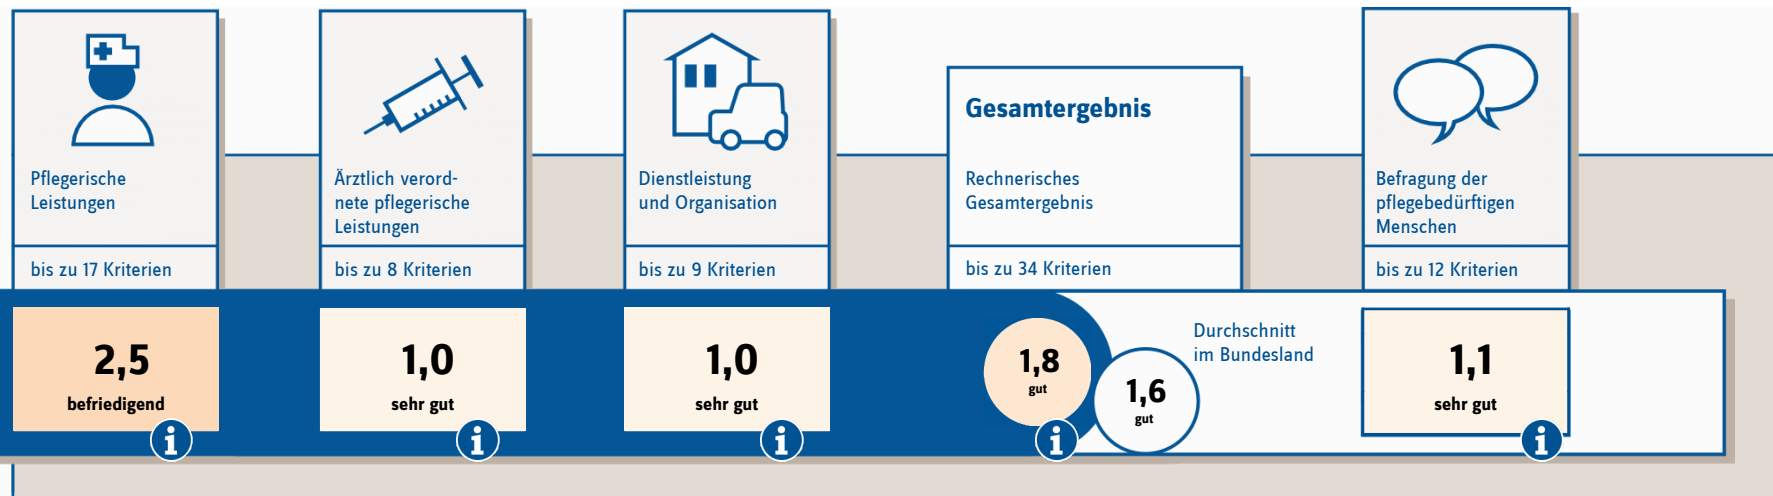 Pflegerische
Leistungen
bis zu 17 Kriterien
2,5
befriedigend
Ärztlich verord-
nete pflegerische
Leistungen
bis zu 8 Kriterien
1,0
sehr gut
Dienstleistung
und Organisation
bis zu 9 Kriterien
1,0
sehr gut
Gesamtergebnis
Rechnerisches
Gesamtergebnis
bis zu 34 Kriterien
1,8
gut
1,6
gut
Durchschnitt
im Bundesland
Befragung der
pflegebedürftigen
Menschen
bis zu 12 Kriterien
1,1
sehr gut